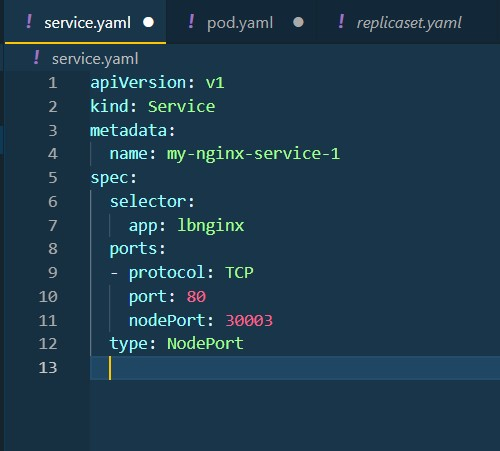 ! service.yaml ● ! pod.yaml ● ! replicaset.yaml
! service.yaml
1 apiVersion: v1
2 kind: Service
3 metadata:
4   name: my-nginx-service-1
5 spec:
6   selector:
7     app: lbnginx
8   ports:
9   - protocol: TCP
10     port: 80
11     nodePort: 30003
12   type: NodePort
13